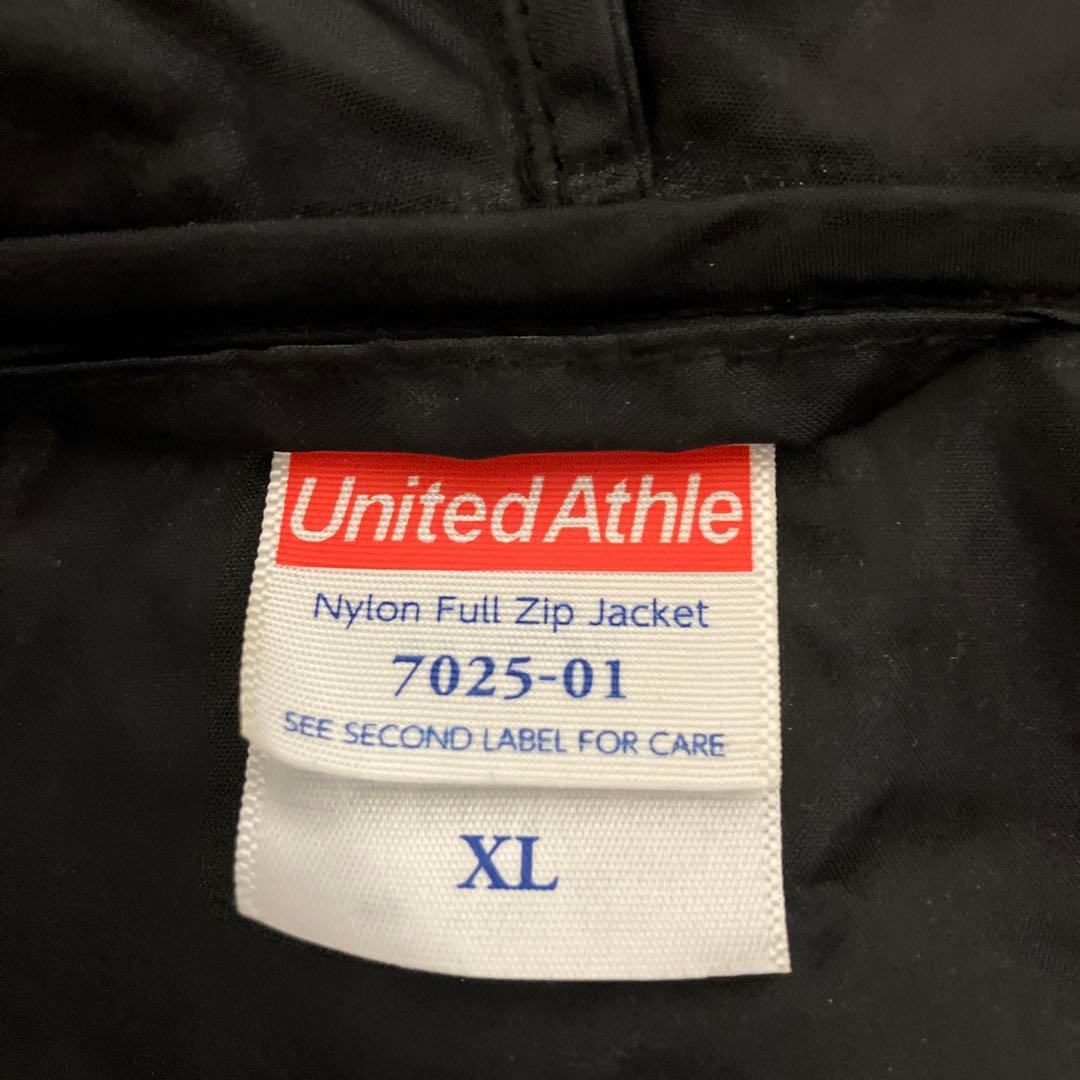 United Athle
Nylon Full Zip Jacket
7025-01
SEE SECOND LABEL FOR CARE
XL